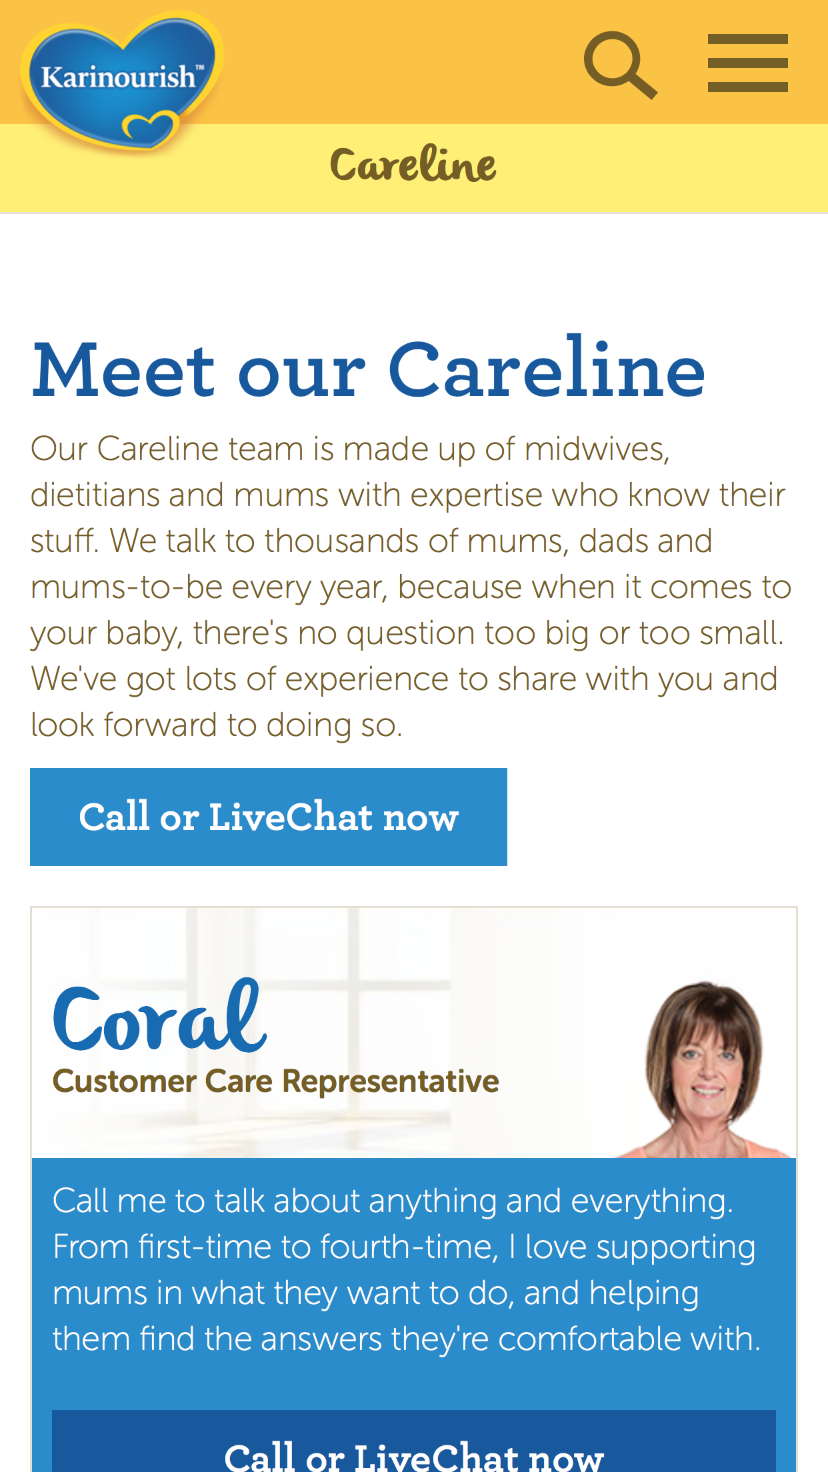 Karinourish™
Careline
Meet our Careline
Our Careline team is made up of midwives,
dietitians and mums with expertise who know their
stuff. We talk to thousands of mums, dads and
mums-to-be every year, because when it comes to
your baby, there's no question too big or too small.
We've got lots of experience to share with you and
look forward to doing so.
Call or LiveChat now
Coral
Customer Care Representative
Call me to talk about anything and everything.
From first-time to fourth-time, I love supporting
mums in what they want to do, and helping
them find the answers they're comfortable with.
Call or LiveChat now